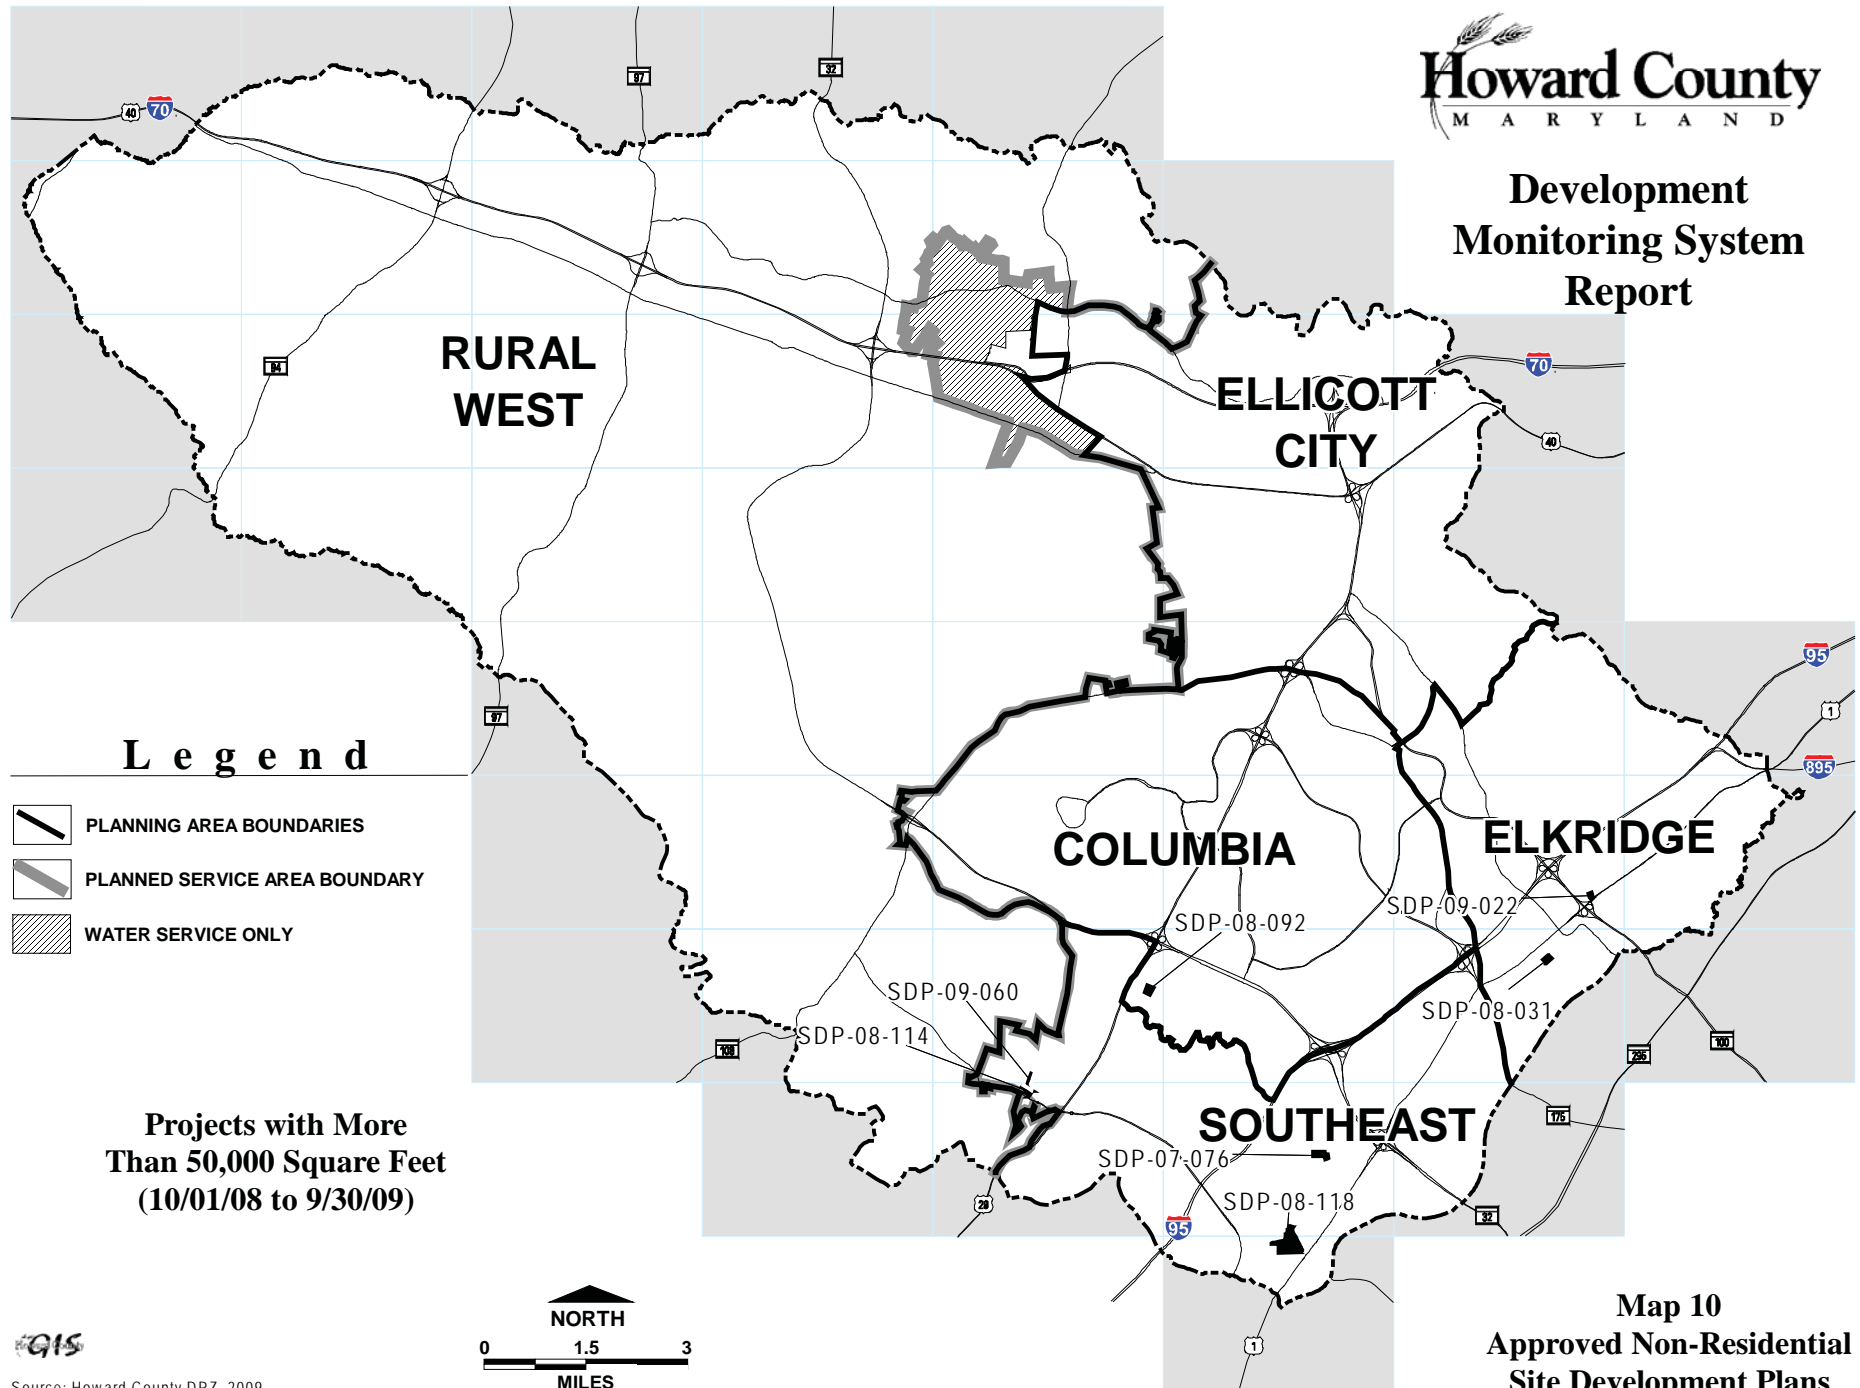 Howard County
MARYLAND
Development
Monitoring System
Report
97
32
40
70
94
RURAL
WEST
ELLICOTT
CITY
70
40
95
1
895
97
Legend
PLANNING AREA BOUNDARIES
PLANNED SERVICE AREA BOUNDARY
WATER SERVICE ONLY
COLUMBIA
ELKRIDGE
SDP-09-022
SDP-08-092
SDP-09-060
SDP-08-031
SDP-08-114
108
295
100
175
SOUTHEAST
SDP-07-076
SDP-08-118
29
95
32
1
Projects with More
Than 50,000 Square Feet
(10/01/08 to 9/30/09)
NORTH
0 1.5 3
MILES
Howard County
GIS
Source: Howard County DPZ, 2009
Map 10
Approved Non-Residential
Site Development Plans